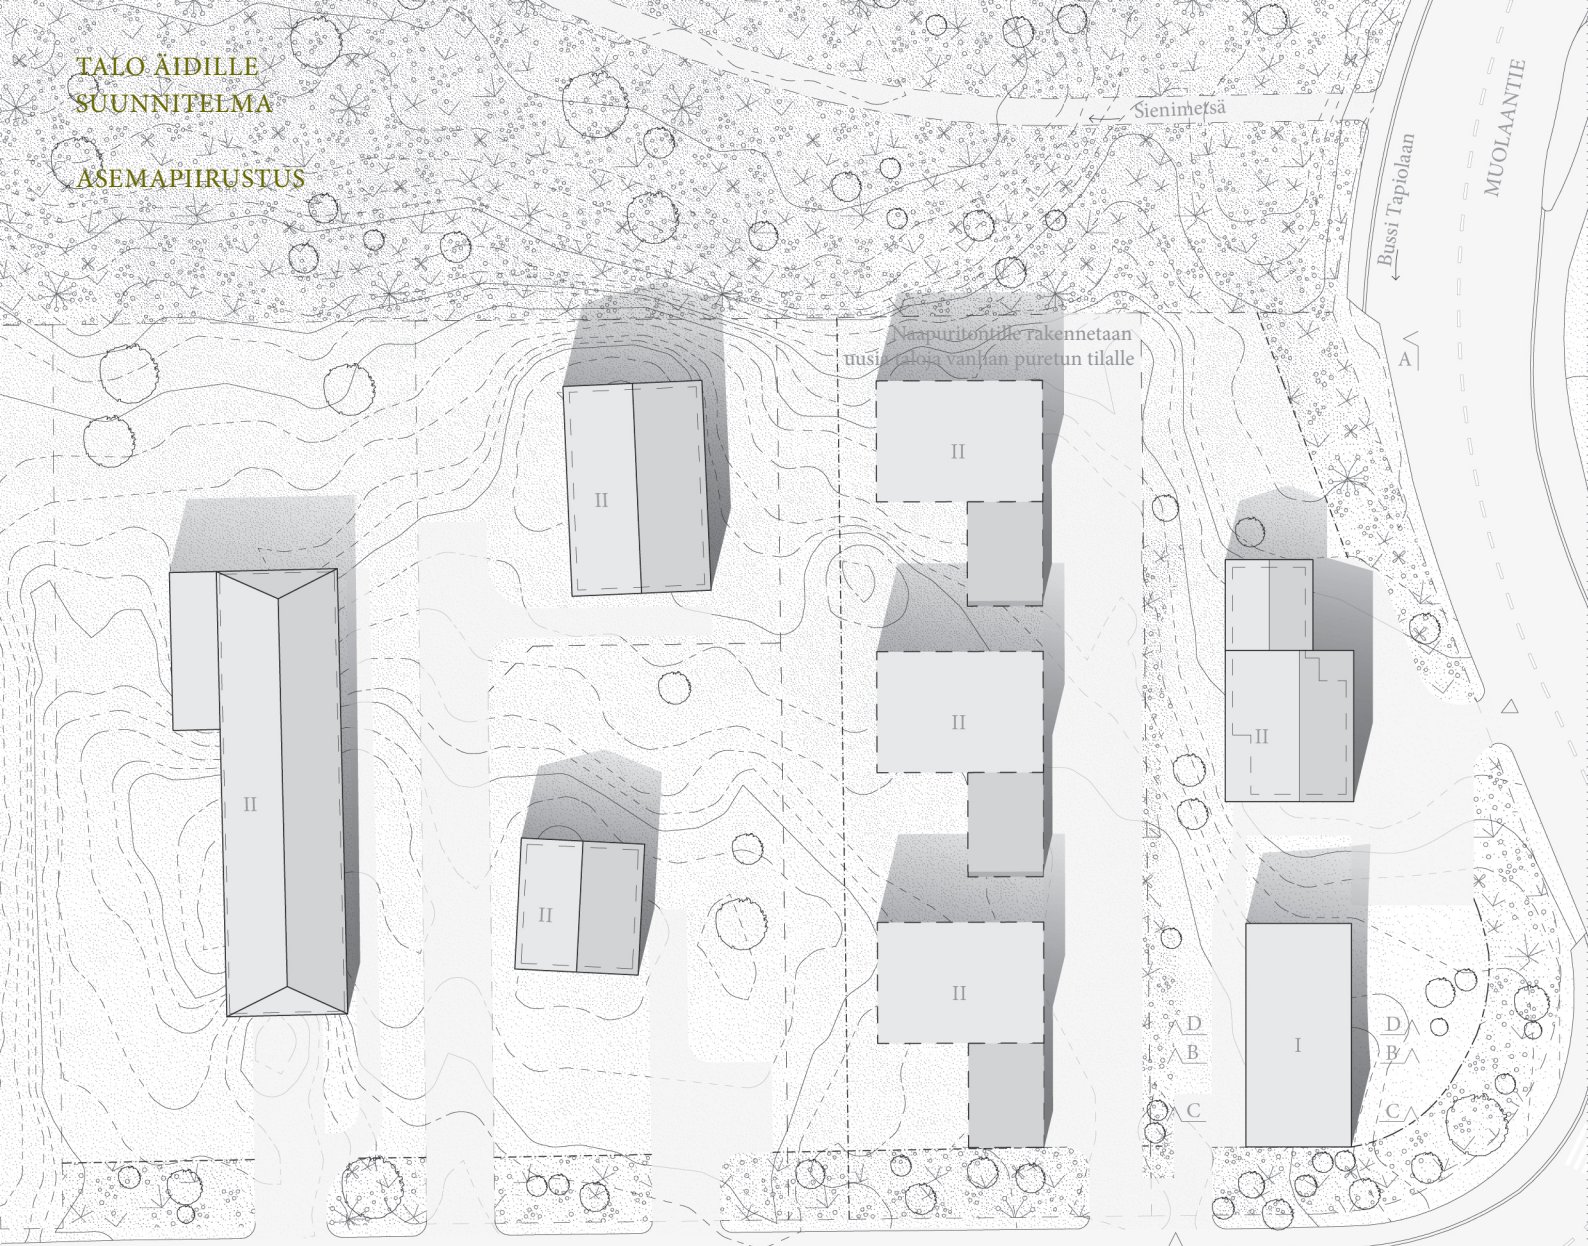 TALO ÄIDILLE
SUUNNITELMA
ASEMAPIIRUSTUS
Sienimetsä
MUOLAANTIE
Bussi Tapiolaan
Naapuritontille rakennetaan
uusia taloja vanhan puretun tilalle
A
II
II
II
II
II
II
II
II
I
D
B
C
D
B
C